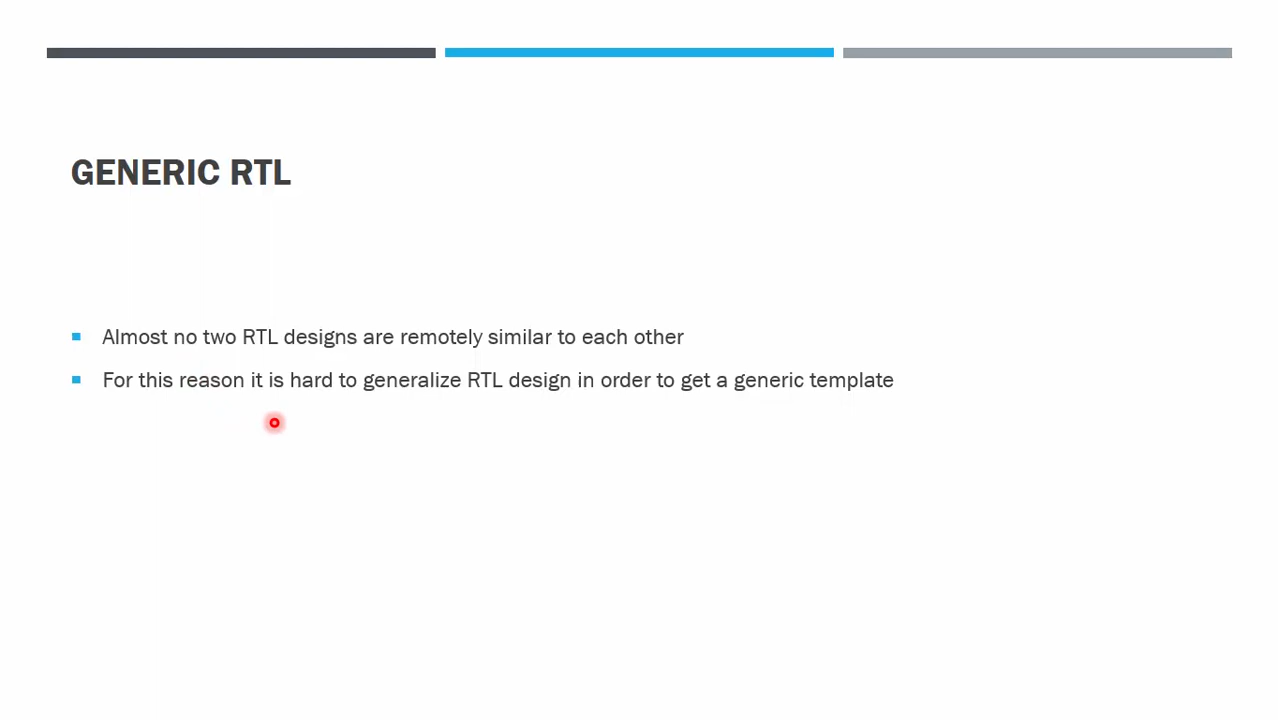 GENERIC RTL
Almost no two RTL designs are remotely similar to each other
For this reason it is hard to generalize RTL design in order to get a generic template